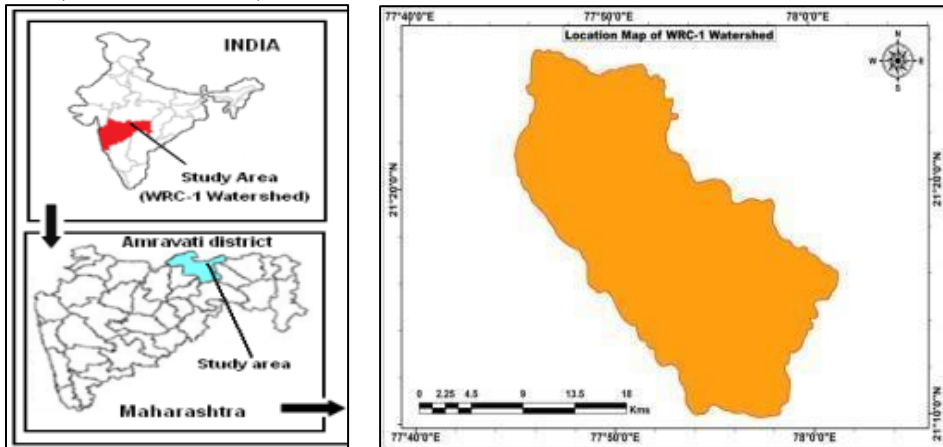 INDIA
Study Area
(WRC-1 Watershed)
Amravati district
Study area
Maharashtra
77°40'0"E
77°50'0"E
78°0'0"E
Location Map of WRC-1 Watershed
N
W
E
S
21°20'0"N
21°20'0"N
0 2.25 4.5 9 13.5 18
Kms
21°10'0"N
77°40'0"E
77°50'0"E
78°0'0"E